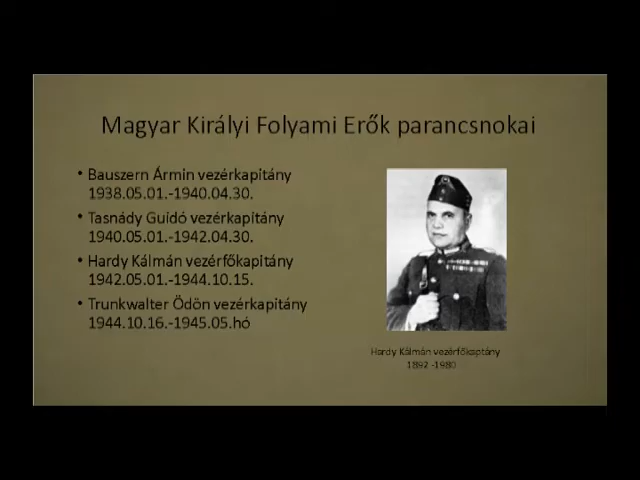 Magyar Királyi Folyami Erők parancsnokai
• Bauszern Ármin vezérkapitány
1938.05.01.-1940.04.30.
• Tasnády Guidó vezérkapitány
1940.05.01.-1942.04.30.
• Hardy Kálmán vezérfőkapitány
1942.05.01.-1944.10.15.
• Trunkwalter Ödön vezérkapitány
1944.10.16.-1945.05.hó
Hardy Kálmán vezérfőkaptány
1892 -1980